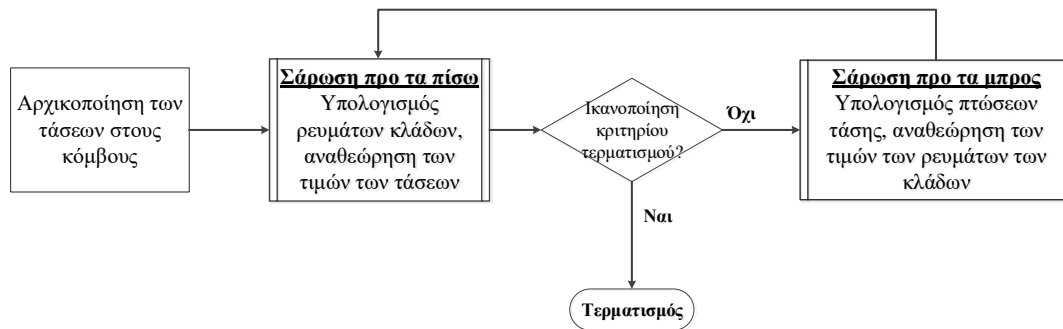 Αρχικοποίηση των
τάσεων στους
κόμβους
Σάρωση προ τα πίσω
Υπολογισμός
ρευμάτων κλάδων,
αναθεώρηση των
τιμών των τάσεων
Ικανοποίηση
κριτηρίου
τερματισμού?
Όχι
Σάρωση προ τα μπρος
Υπολογισμός πτώσεων
τάσης, αναθεώρηση των
τιμών των ρευμάτων των
κλάδων
Ναι
Τερματισμός